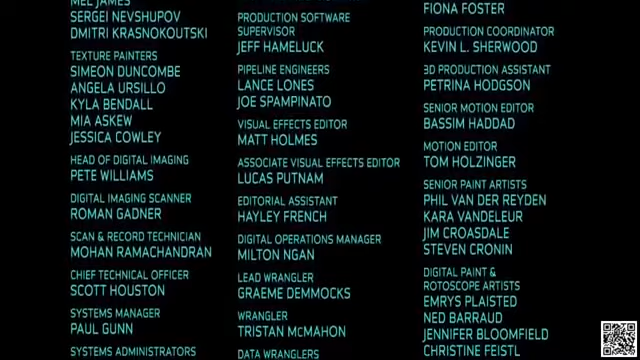 MEL JAMES
SERGEI NEVSHUPOV
DMITRI KRASNOKOUTSKI
TEXTURE PAINTERS
SIMEON DUNCOMBE
ANGELA URSILLO
KYLA BENDALL
MIA ASKEW
JESSICA COWLEY
HEAD OF DIGITAL IMAGING
PETE WILLIAMS
DIGITAL IMAGING SCANNER
ROMAN GADNER
SCAN & RECORD TECHNICIAN
MOHAN RAMACHANDRAN
CHIEF TECHNICAL OFFICER
SCOTT HOUSTON
SYSTEMS MANAGER
PAUL GUNN
SYSTEMS ADMINISTRATORS
PRODUCTION SOFTWARE
SUPERVISOR
JEFF HAMELUCK
PIPELINE ENGINEERS
LANCE LONES
JOE SPAMPINATO
VISUAL EFFECTS EDITOR
MATT HOLMES
ASSOCIATE VISUAL EFFECTS EDITOR
LUCAS PUTNAM
EDITORIAL ASSISTANT
HAYLEY FRENCH
DIGITAL OPERATIONS MANAGER
MILTON NGAN
LEAD WRANGLER
GRAEME DEMMOCKS
WRANGLER
TRISTAN McMAHON
DATA WRANGLERS
FIONA FOSTER
PRODUCTION COORDINATOR
KEVIN L. SHERWOOD
3D PRODUCTION ASSISTANT
PETRINA HODGSON
SENIOR MOTION EDITOR
BASSIM HADDAD
MOTION EDITOR
TOM HOLZINGER
SENIOR PAINT ARTISTS
PHIL VAN DER REYDEN
KARA VANDELEUR
JIM CROASDALE
STEVEN CRONIN
DIGITAL PAINT &
ROTOSCOPE ARTISTS
EMRYS PLAISTED
NED BARRAUD
JENNIFER BLOOMFIELD
CHRISTINE FEISTL